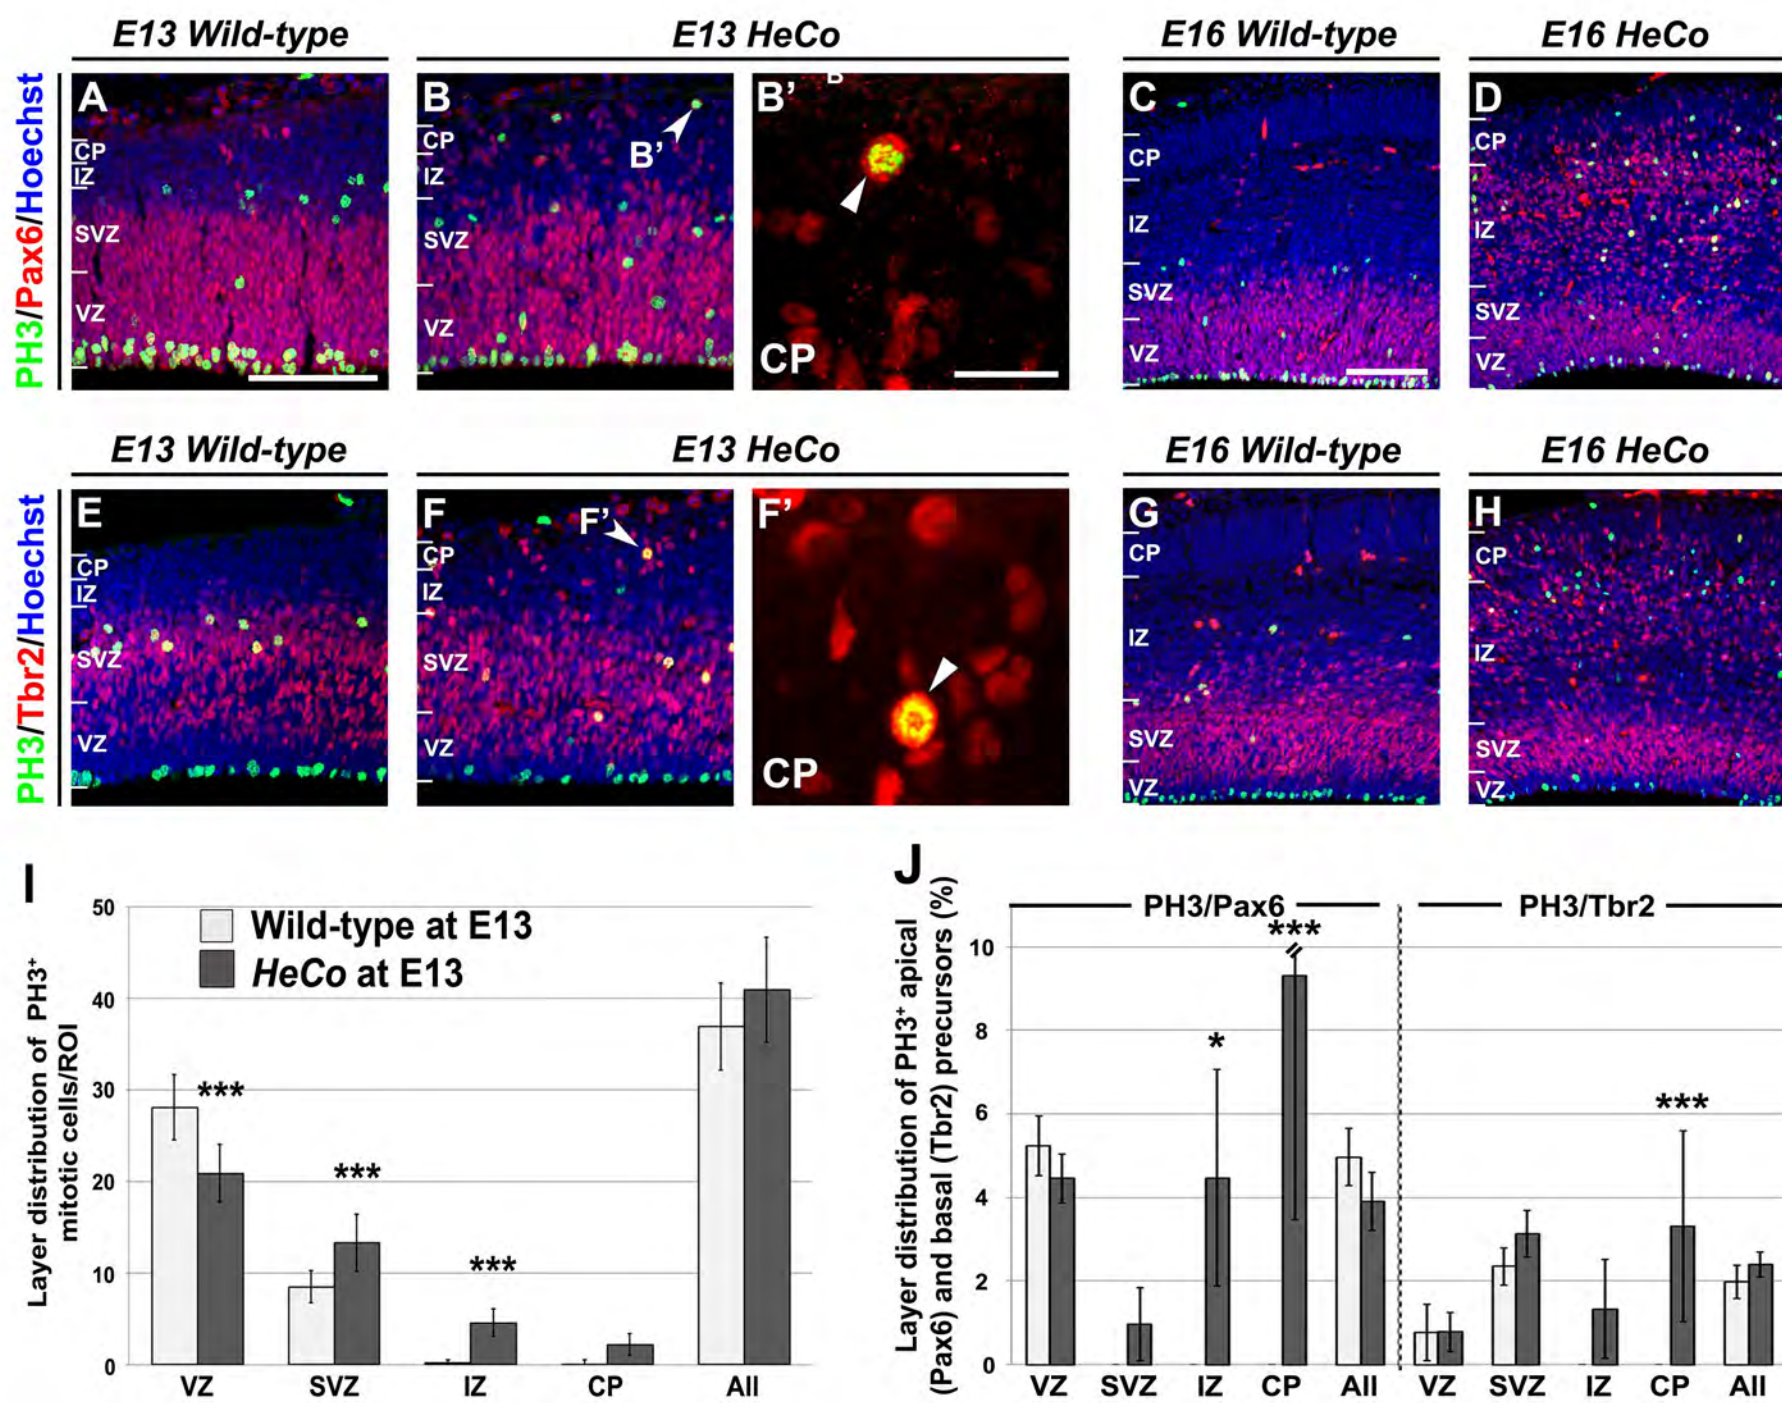 E13 Wild-type
E13 HeCo
E16 Wild-type
E16 HeCo
PH3/Pax6/Hoechst
A
CP
IZ
SVZ
VZ
B
B'
CP
IZ
SVZ
VZ
B'
B
CP
C
CP
IZ
SVZ
VZ
D
CP
IZ
SVZ
VZ
E13 Wild-type
E13 HeCo
E16 Wild-type
E16 HeCo
PH3/Tbr2/Hoechst
E
CP
IZ
SVZ
VZ
F
F'
CP
IZ
SVZ
VZ
F'
CP
G
CP
IZ
SVZ
VZ
H
CP
IZ
SVZ
VZ
I
Layer distribution of PH3+
mitotic cells/ROI
50
40
30
20
10
0
Wild-type at E13
HeCo at E13
***
***
***
VZ SVZ IZ CP All
J
Layer distribution of PH3+ apical
(Pax6) and basal (Tbr2) precursors (%)
PH3/Pax6
PH3/Tbr2
10
8
6
4
2
0
*
***
***
VZ SVZ IZ CP All VZ SVZ IZ CP All